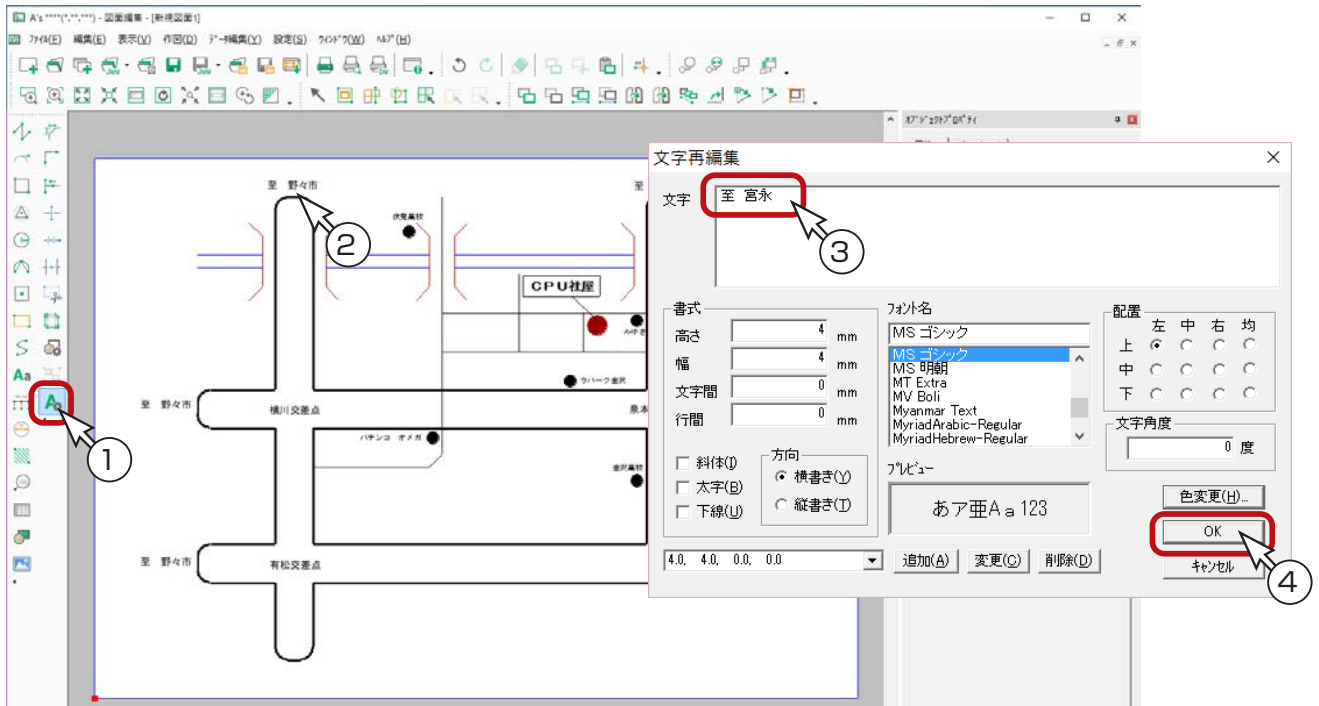 A's ****(*,**,***) - 図面編集 - [新規図面1]
ファイル(F) 編集(E) 表示(V) 作図(D) データ編集(Y) 設定(S) ウィンドウ(W) ヘルプ(H)
オブジェクトプロパティ
至 野々市
至
伏見高校
②
CPU社屋
ラパーク金沢
至 野々市
横川交差点
泉本
パチンコ オメガ
金沢高校
至 野々市
有松交差点
Aa
A
①
文字再編集
文字
至 宮永
③
書式
高さ 4 mm
幅 4 mm
文字間 0 mm
行間 0 mm
斜体(I)
太字(B)
下線(U)
方向
横書き(Y)
縦書き(T)
4.0, 4.0, 0.0, 0.0
フォント名
MS ゴシック
MS ゴシック
MS 明朝
MT Extra
MV Boli
Myanmar Text
MyriadArabic-Regular
MyriadHebrew-Regular
プレビュー
あア亜Aａ123
追加(A) 変更(C) 削除(D)
配置
左 中 右 均
上
中
下
文字角度
0 度
色変更(H)...
OK
キャンセル
④